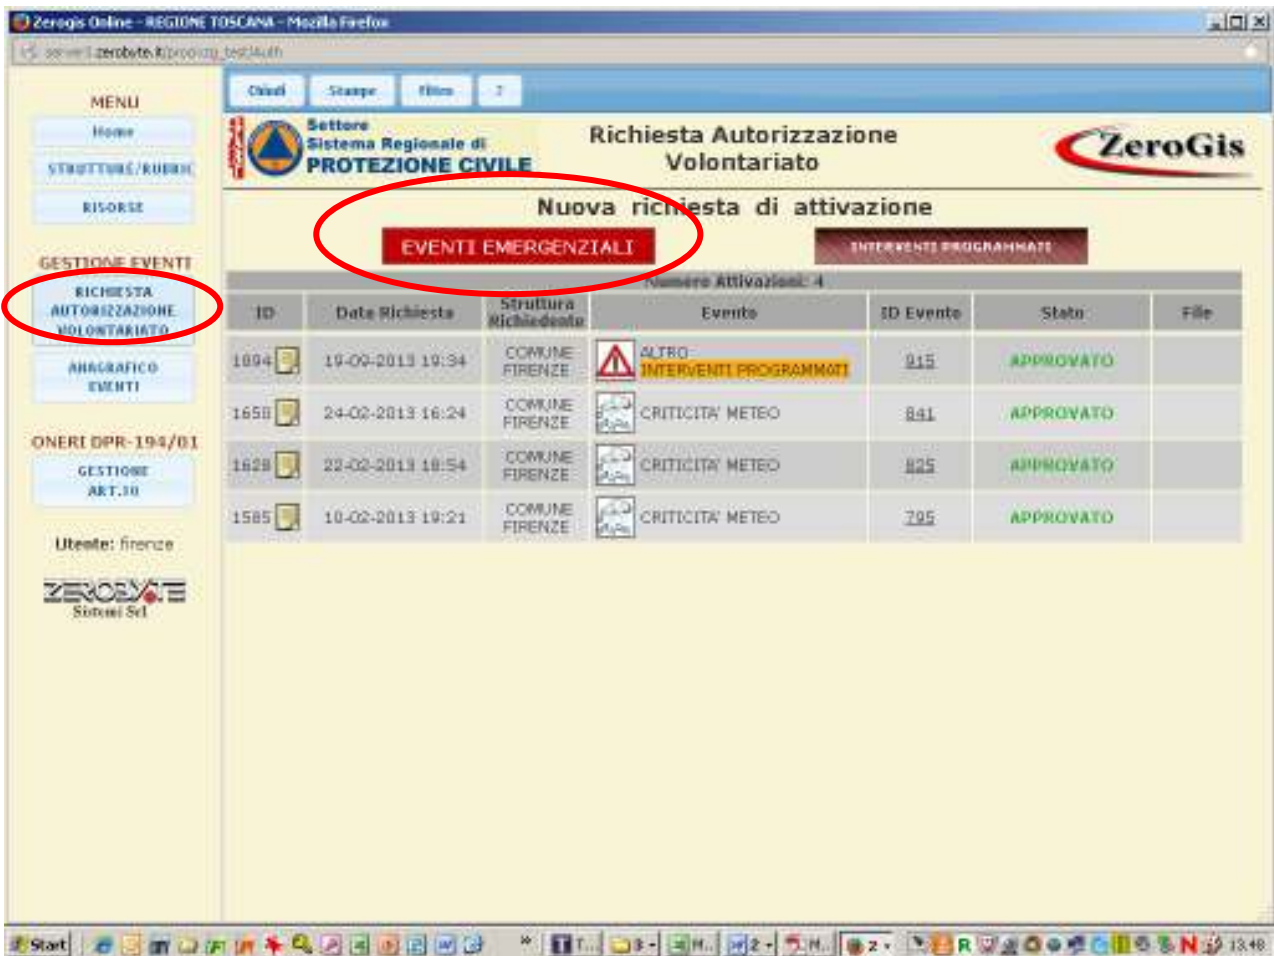 Zerogis Online - REGIONE TOSCANA - Mozilla Firefox
MENU
Home
STRUTTURE/RUBRIC
RISORSE
GESTIONE EVENTI
RICHIESTA
AUTORIZZAZIONE
VOLONTARIATO
ANAGRAFICO
EVENTI
ONERI DPR-194/01
GESTIONE
ART.10
Utente: firenze
ZEROBYTE
Sistemi Srl
Chiudi Stampe Filtro ?
Settore
Sistema Regionale di
PROTEZIONE CIVILE
Richiesta Autorizzazione
Volontariato
ZeroGis
Nuova richiesta di attivazione
EVENTI EMERGENZIALI INTERVENTI PROGRAMMATI
Numero Attivazioni: 4
ID Data Richiesta Struttura Richiedente Evento ID Evento Stato File
1894 19-09-2013 19:34 COMUNE FIRENZE ALTRO INTERVENTI PROGRAMMATI 915 APPROVATO
1658 24-02-2013 16:24 COMUNE FIRENZE CRITICITA' METEO 841 APPROVATO
1628 22-02-2013 18:54 COMUNE FIRENZE CRITICITA' METEO 825 APPROVATO
1585 10-02-2013 19:21 COMUNE FIRENZE CRITICITA' METEO 795 APPROVATO
Start
13.48